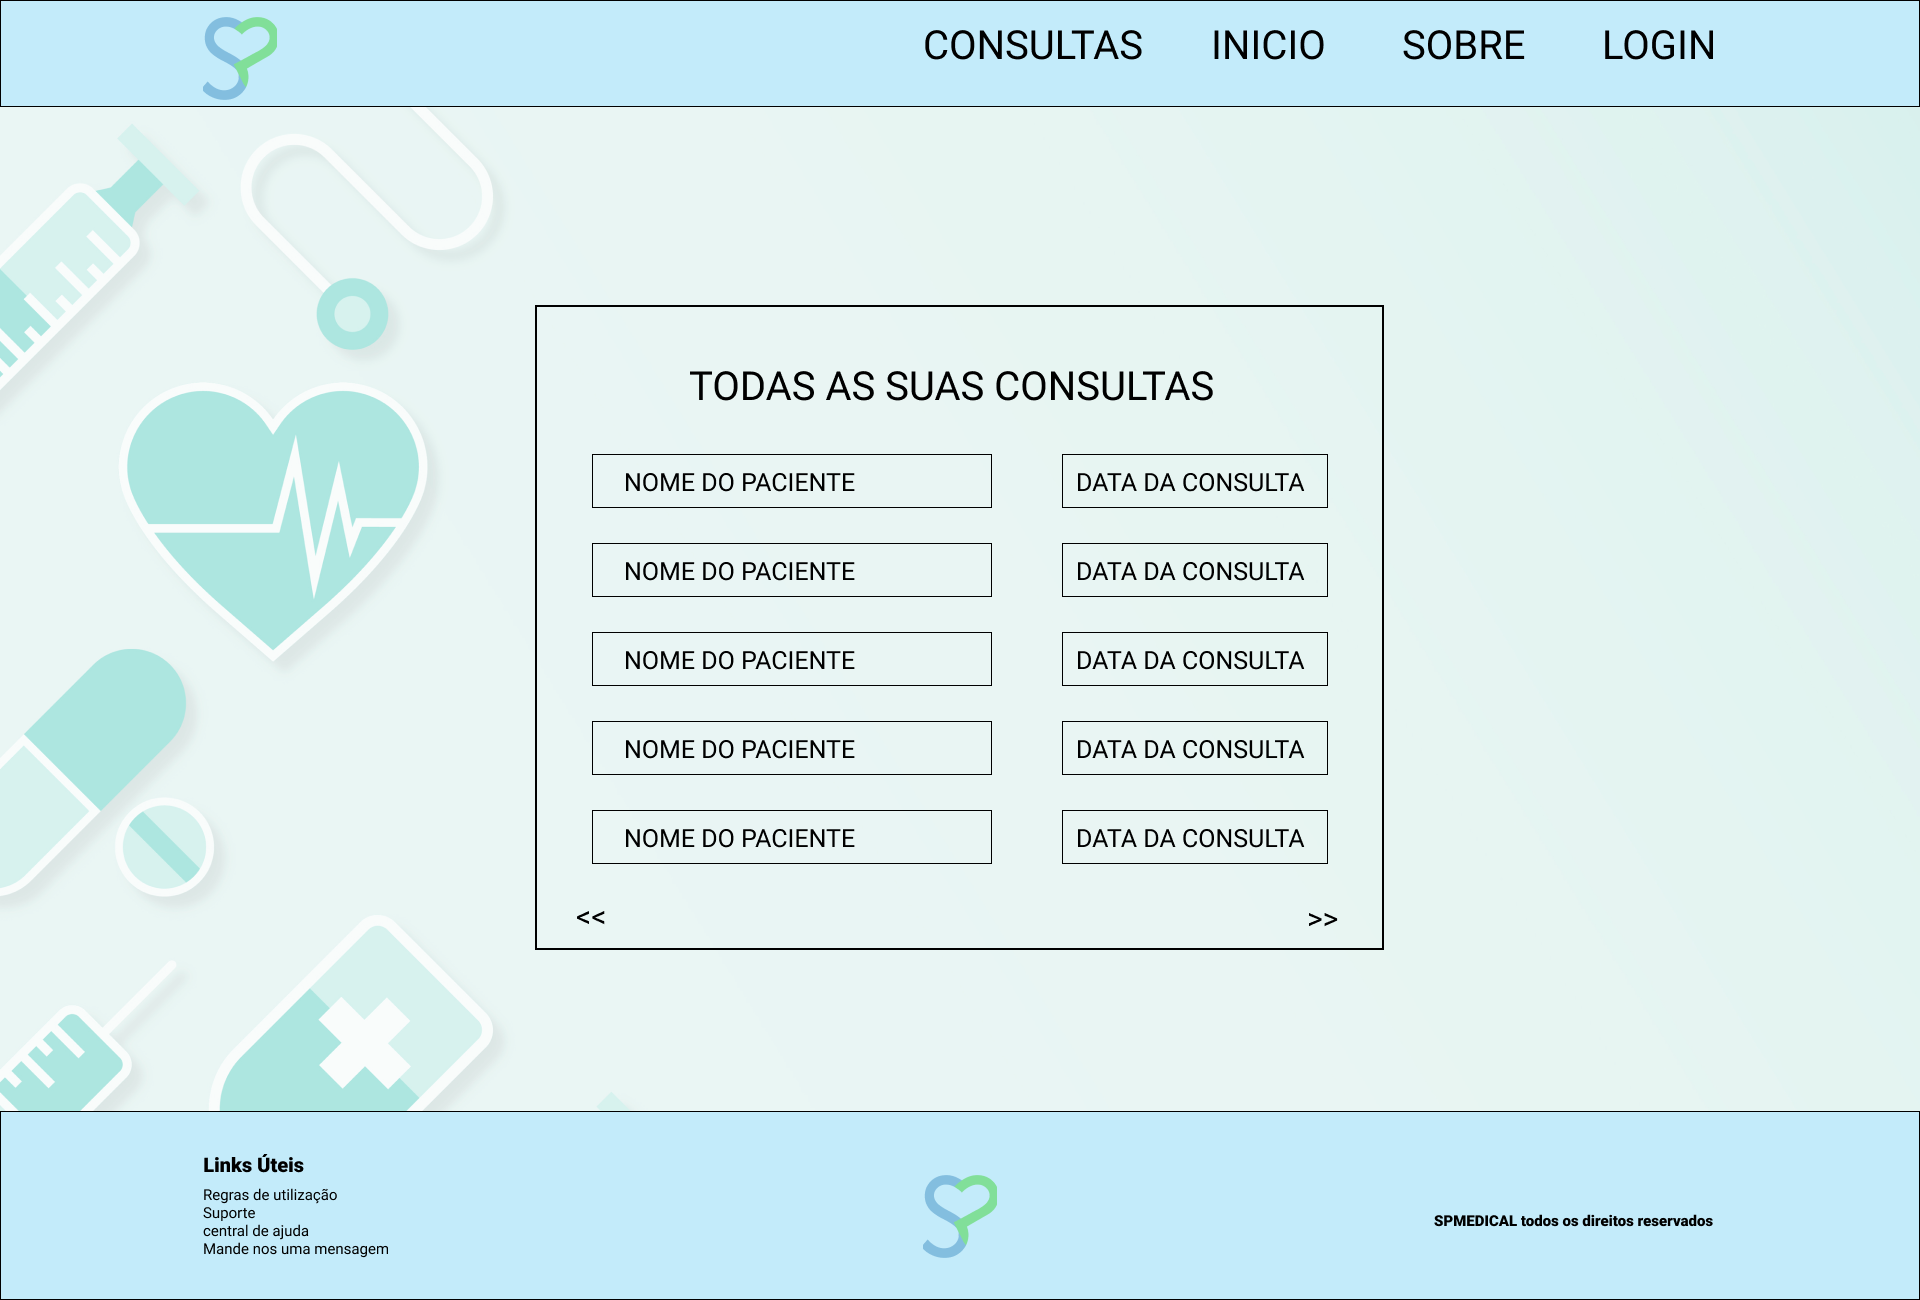 CONSULTAS INICIO SOBRE LOGIN
TODAS AS SUAS CONSULTAS
NOME DO PACIENTE DATA DA CONSULTA
NOME DO PACIENTE DATA DA CONSULTA
NOME DO PACIENTE DATA DA CONSULTA
NOME DO PACIENTE DATA DA CONSULTA
NOME DO PACIENTE DATA DA CONSULTA
<< >>
Links Úteis
Regras de utilização
Suporte
central de ajuda
Mande nos uma mensagem
SPMEDICAL todos os direitos reservados